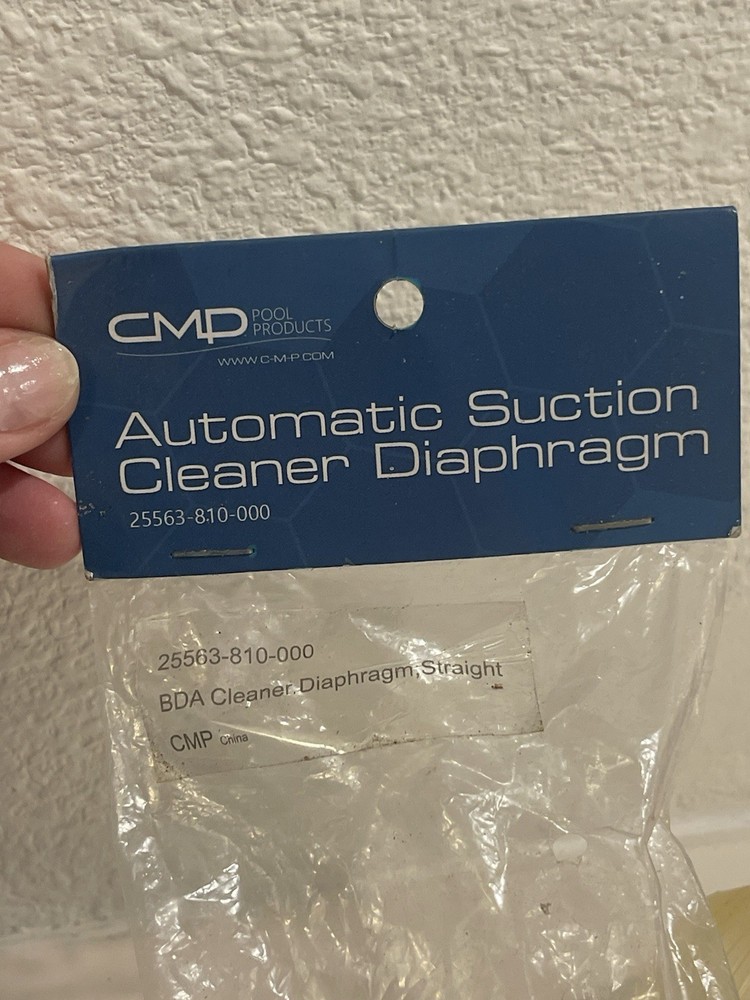 CMP POOL PRODUCTS
WWW.C-M-P.COM
Automatic Suction
Cleaner Diaphragm
25563-810-000
25563-810-000
BDA Cleaner,Diaphragm,Straight
CMP China